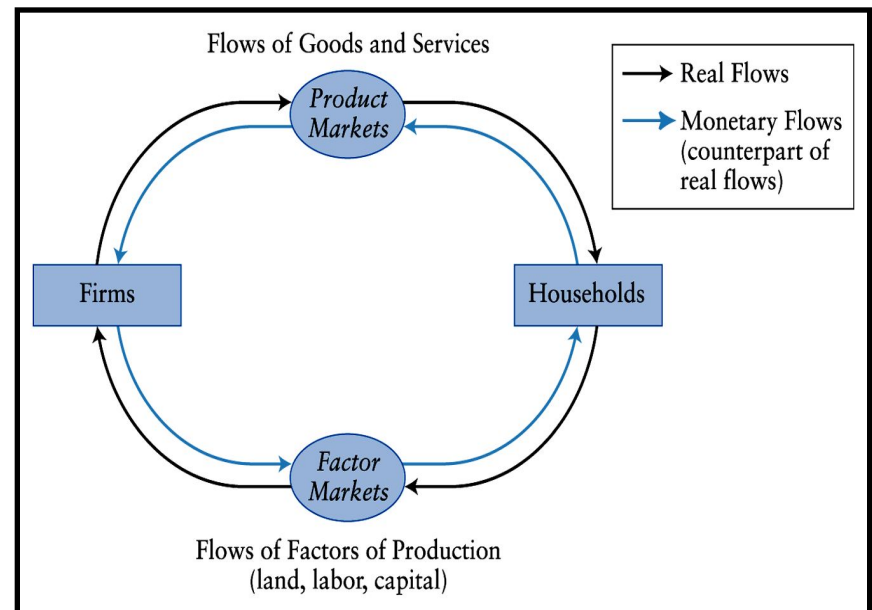 Flows of Goods and Services
Product
Markets
Real Flows
Monetary Flows
(counterpart of
real flows)
Firms
Households
Factor
Markets
Flows of Factors of Production
(land, labor, capital)